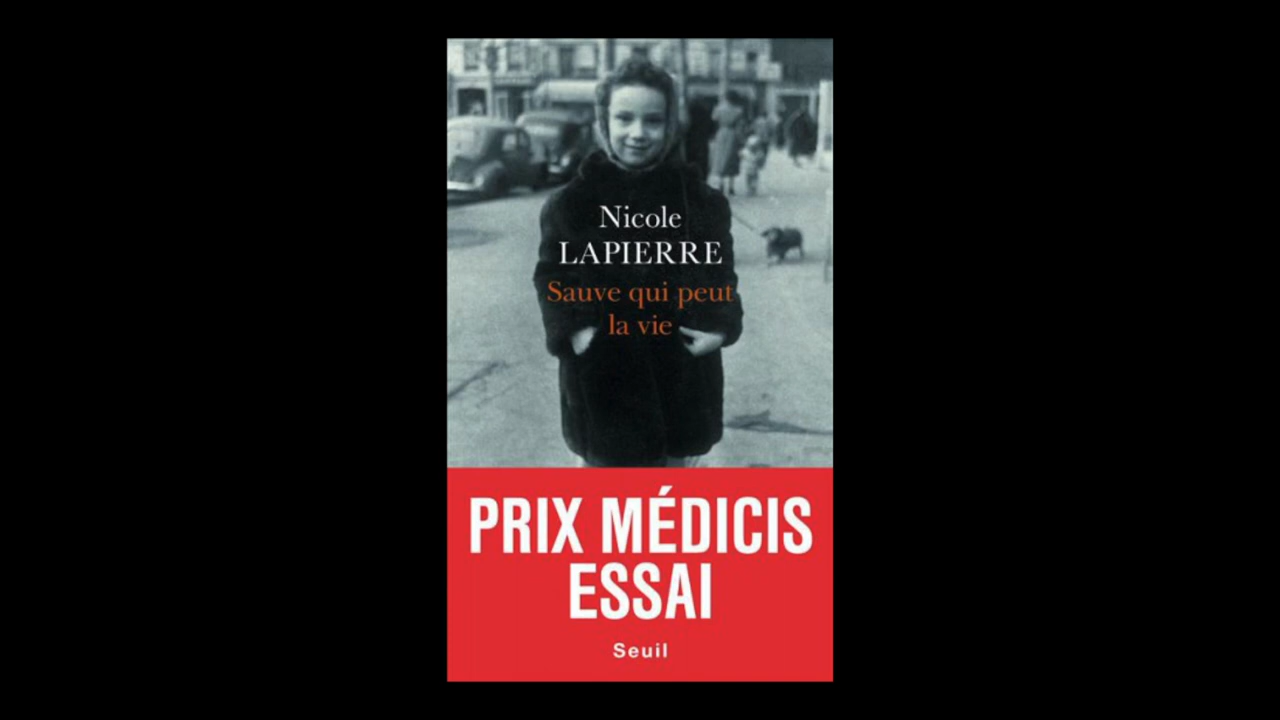 Nicole
LAPIERRE
Sauve qui peut
la vie
PRIX MÉDICIS
ESSAI
Seuil